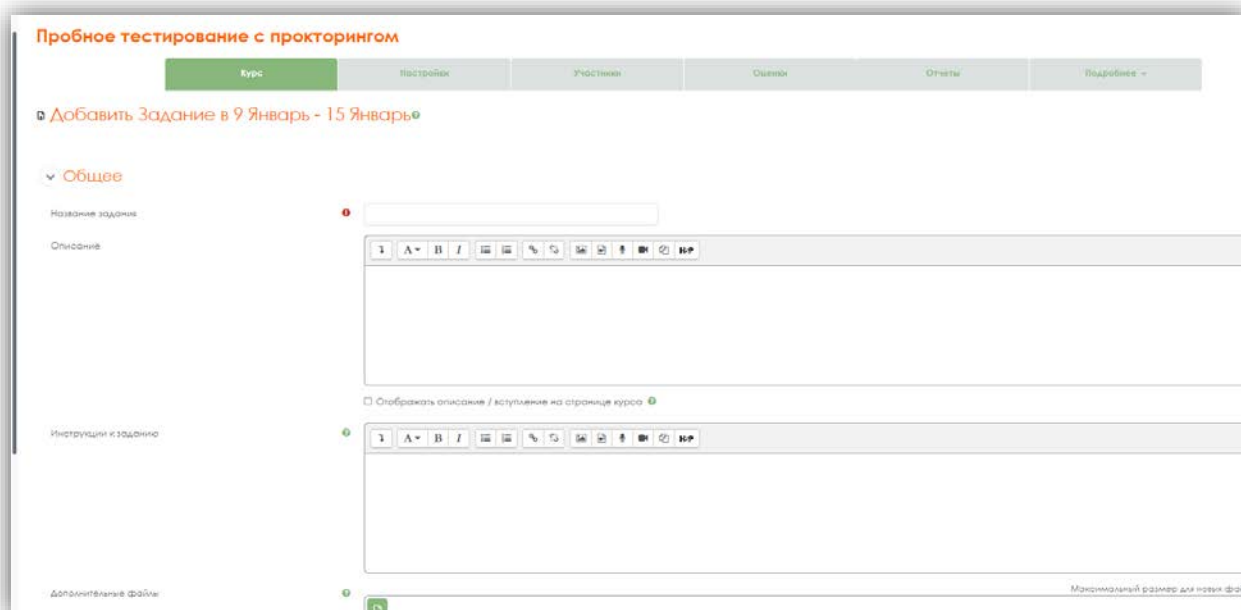 Пробное тестирование с прокторингом
Курс Настройки Участники Оценки Отчеты Подробнее
Добавить Задание в 9 Январь - 15 Январь
Общее
Название задания
Описание
A B I H-P
Отображать описание / вступление на странице курса
Инструкции к заданию
A B I H-P
Максимальный размер для новых
Дополнительные файлы